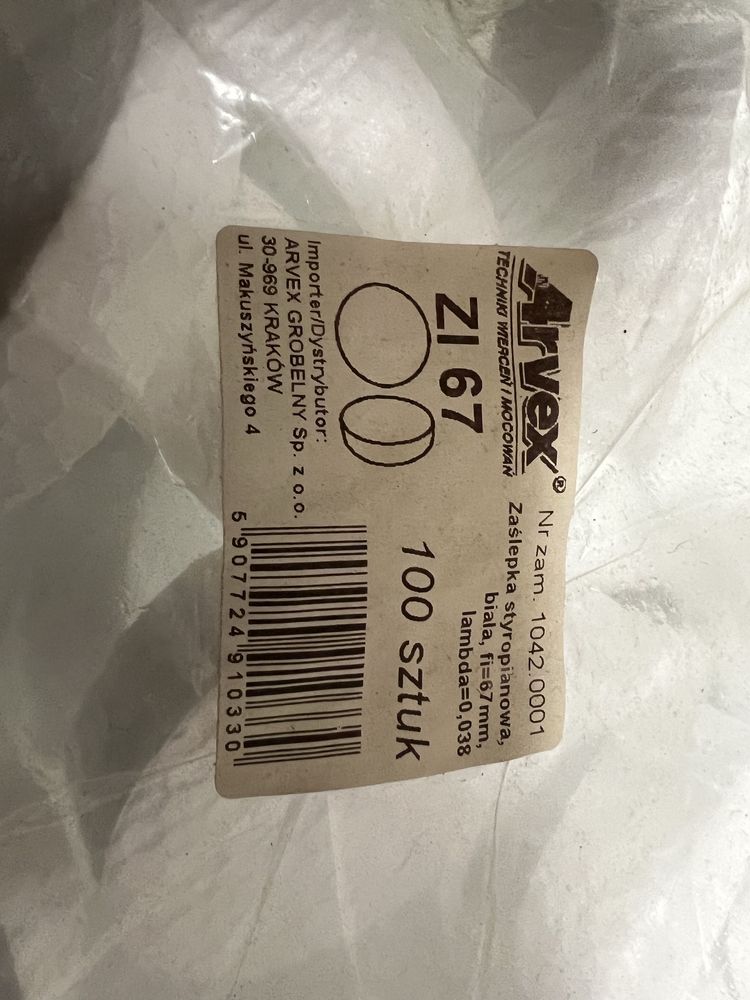 Arvex®
TECHNIKI WIERCEŃ I MOCOWAŃ
Nr zam. 1042.0001
Zaślepka styropianowa,
biała, fi=67mm,
lambda=0,038
ZI 67
100 sztuk
Importer/Dystrybutor:
ARVEX GROBELNY Sp. z o.o.
30-969 KRAKÓW
ul. Makuszyńskiego 4
5 907724 910330